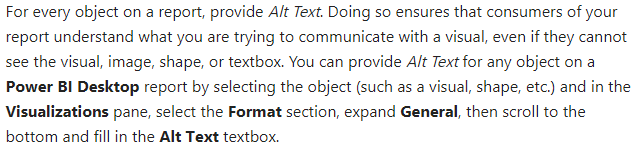 For every object on a report, provide Alt Text. Doing so ensures that consumers of your
report understand what you are trying to communicate with a visual, even if they cannot
see the visual, image, shape, or textbox. You can provide Alt Text for any object on a
Power BI Desktop report by selecting the object (such as a visual, shape, etc.) and in the
Visualizations pane, select the Format section, expand General, then scroll to the
bottom and fill in the Alt Text textbox.